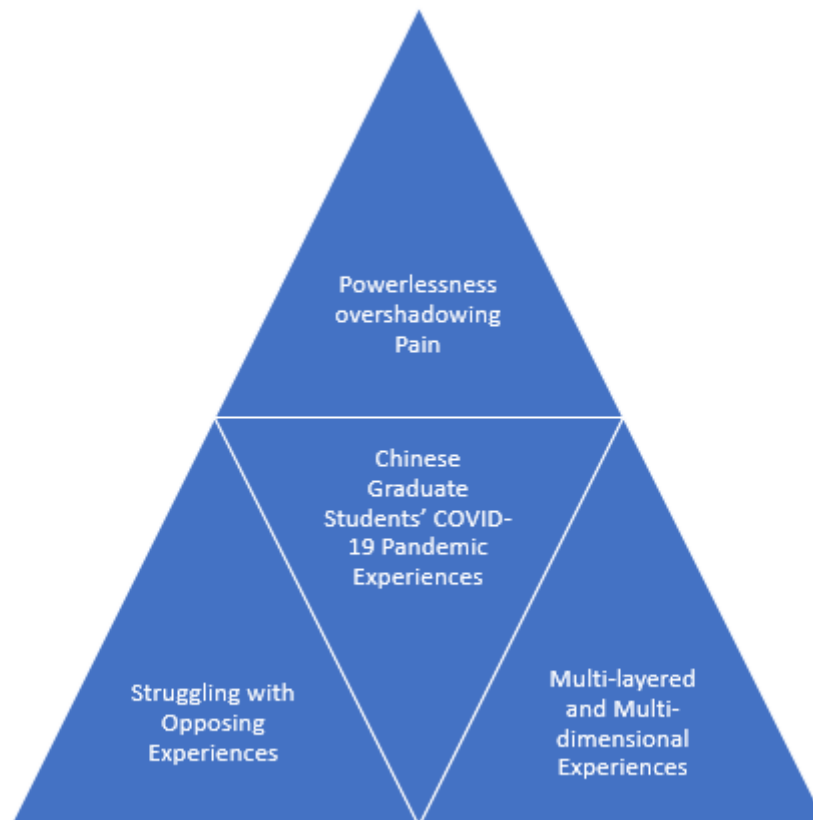 Powerlessness
overshadowing
Pain
Chinese
Graduate
Students’ COVID-
19 Pandemic
Experiences
Struggling with
Opposing
Experiences
Multi-layered
and Multi-
dimensional
Experiences